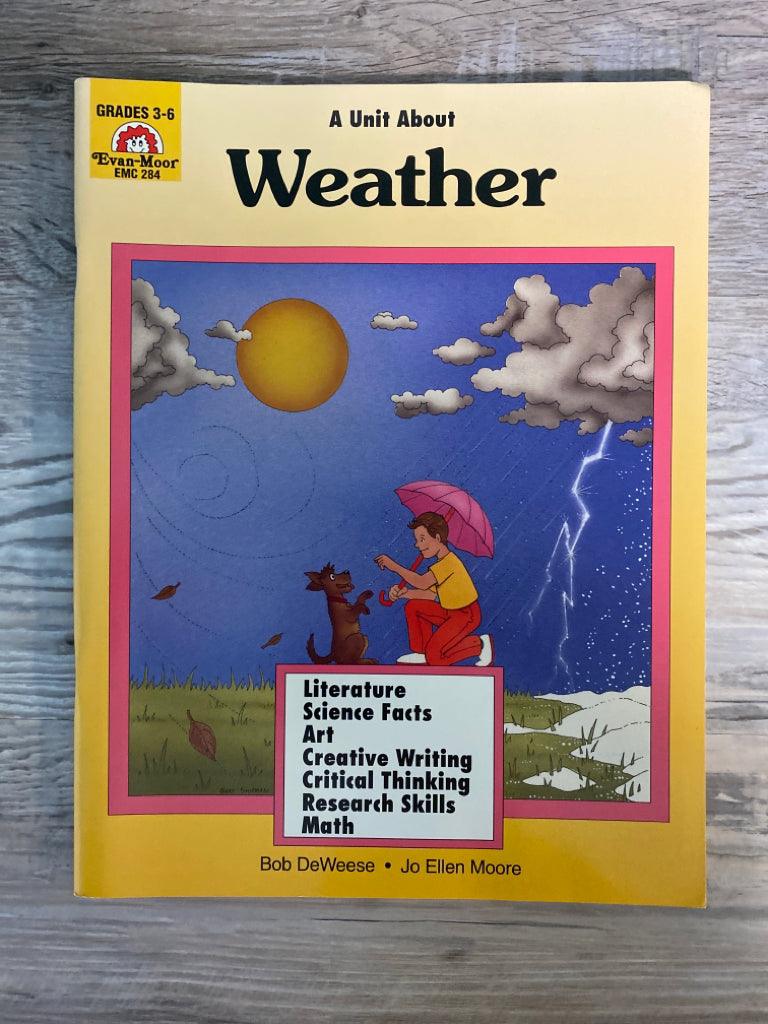 GRADES 3-6
Evan-Moor
EMC 284
A Unit About
Weather
Literature
Science Facts
Art
Creative Writing
Critical Thinking
Research Skills
Math
Bob DeWeese • Jo Ellen Moore